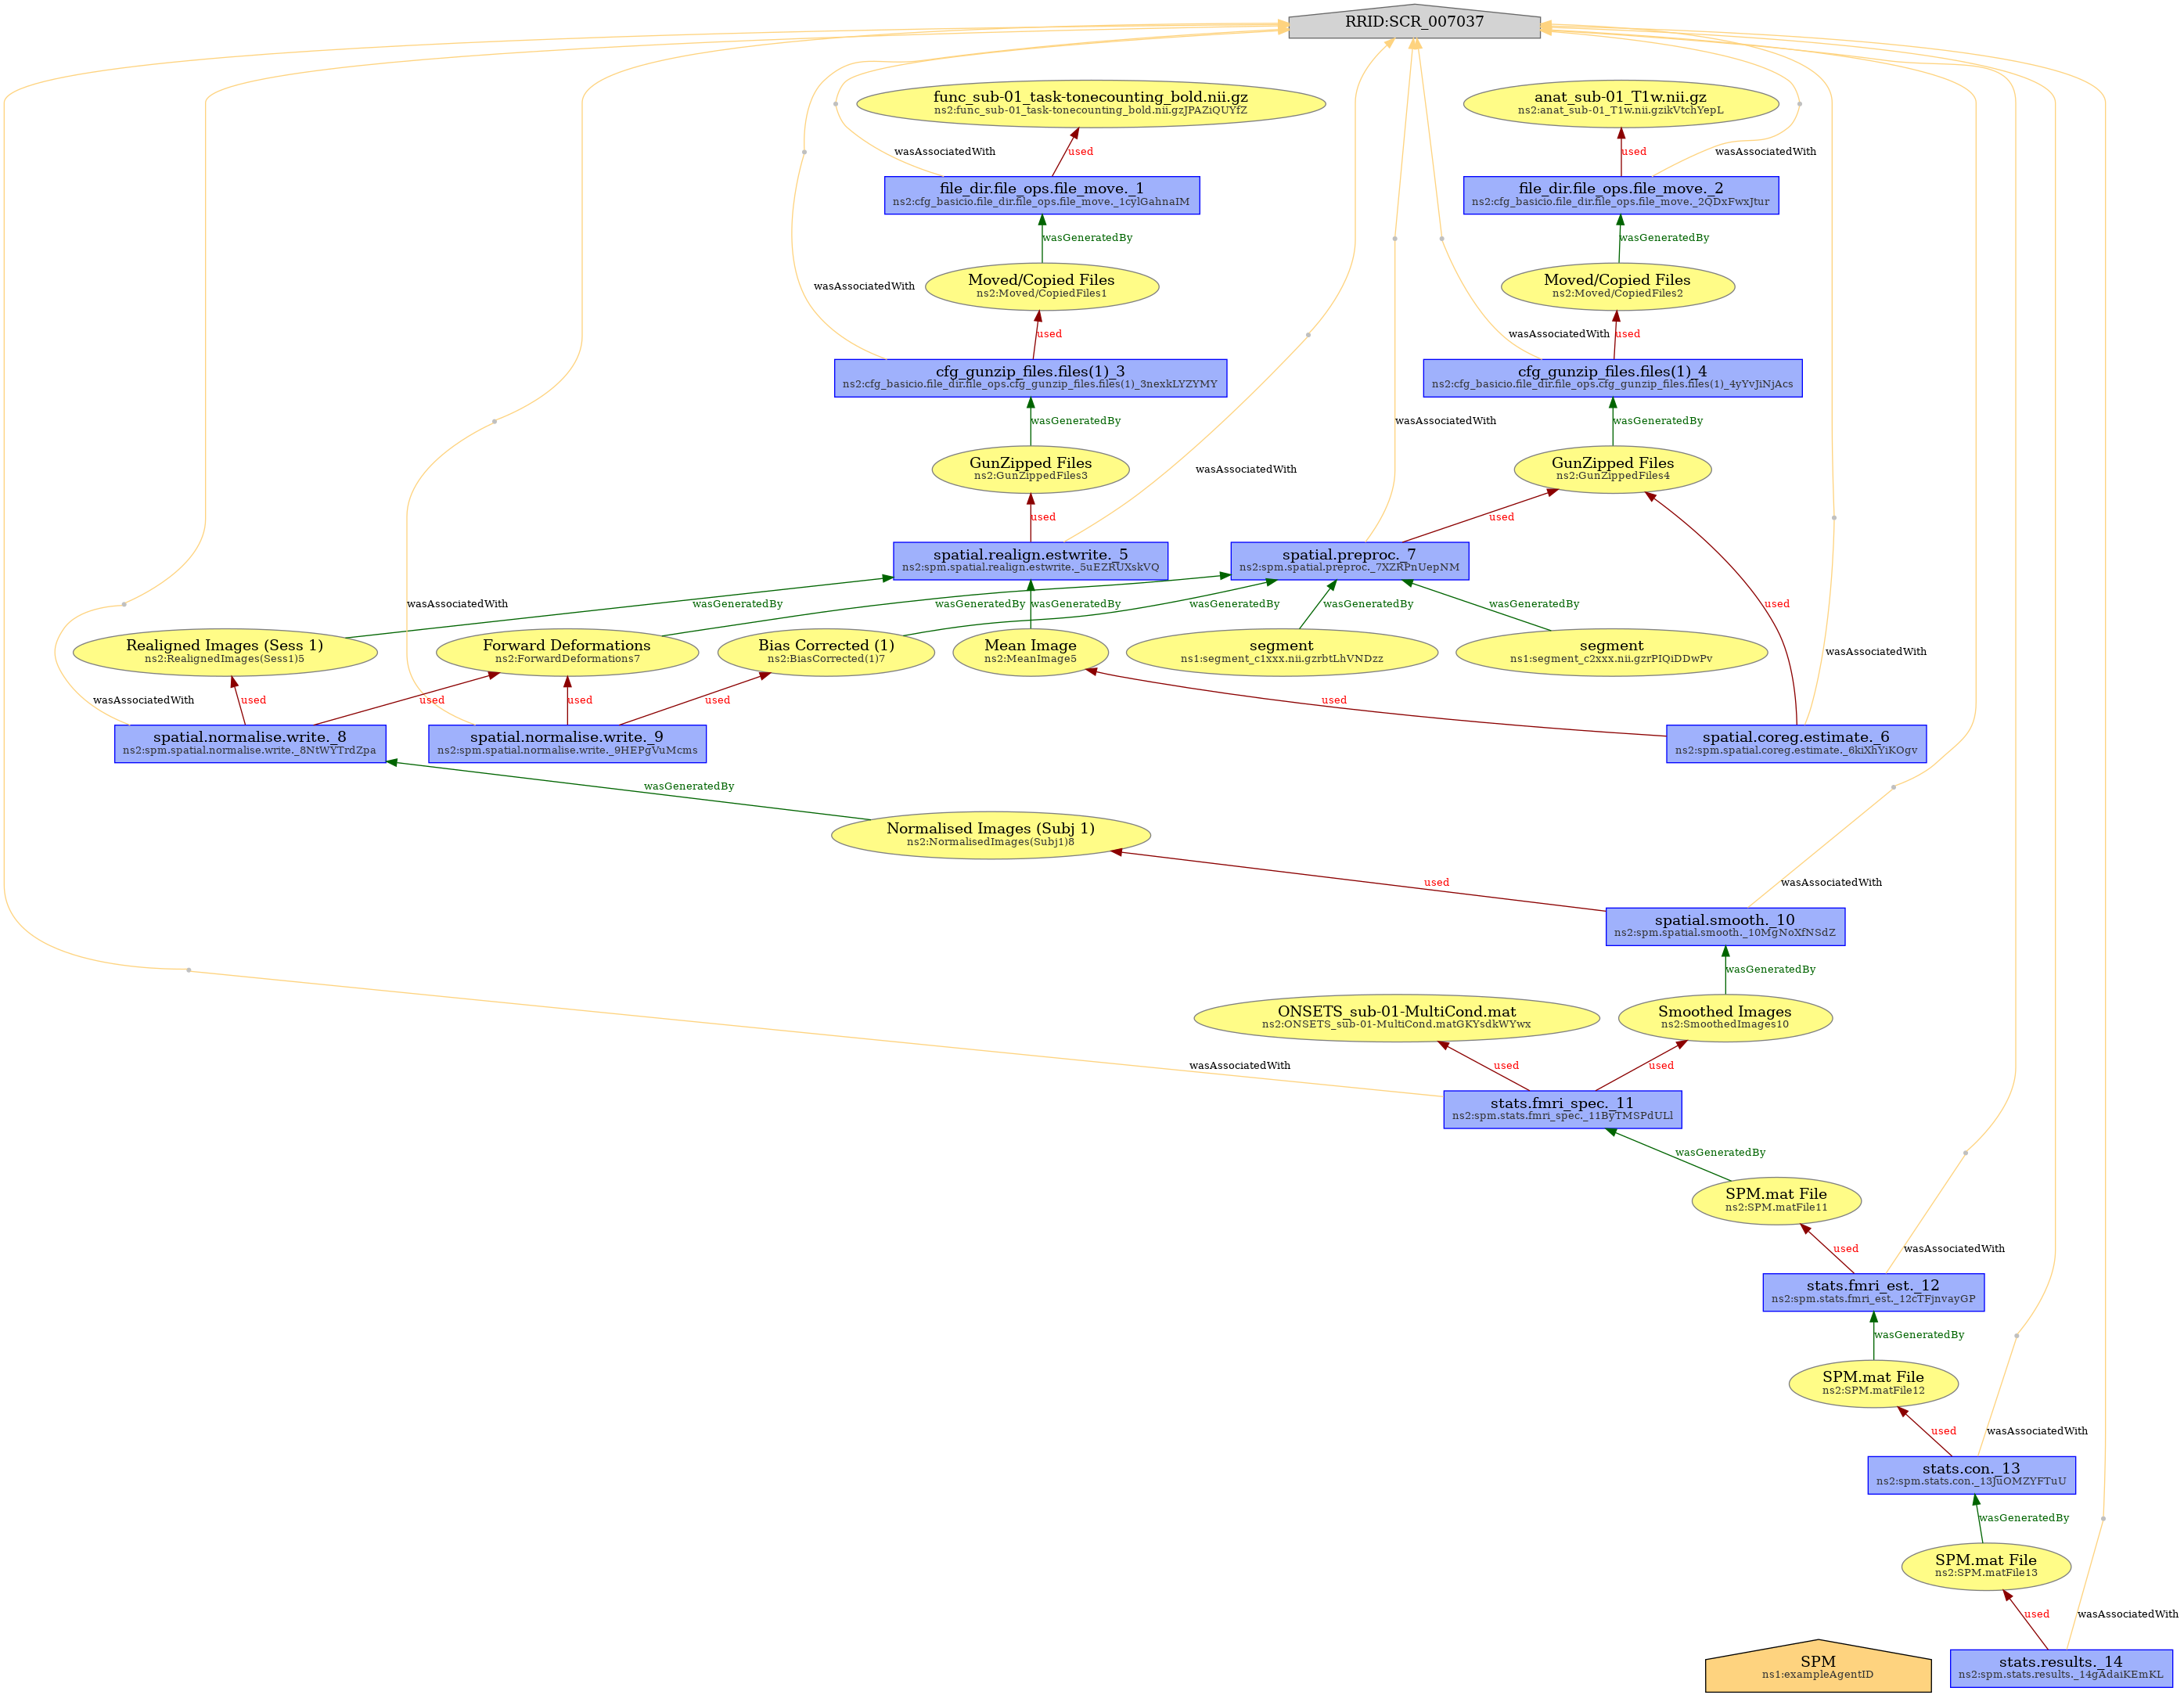 RRID:SCR_007037
func_sub-01_task-tonecounting_bold.nii.gz
ns2:func_sub-01_task-tonecounting_bold.nii.gzJPAZiQUYfZ
anat_sub-01_T1w.nii.gz
ns2:anat_sub-01_T1w.nii.gzikVtchYepL
wasAssociatedWith
used
used
wasAssociatedWith
file_dir.file_ops.file_move._1
ns2:cfg_basicio.file_dir.file_ops.file_move._1cylGahnaIM
file_dir.file_ops.file_move._2
ns2:cfg_basicio.file_dir.file_ops.file_move._2QDxFwxJtur
wasGeneratedBy
wasGeneratedBy
Moved/Copied Files
ns2:Moved/CopiedFiles1
Moved/Copied Files
ns2:Moved/CopiedFiles2
wasAssociatedWith
used
wasAssociatedWith
used
cfg_gunzip_files.files(1)_3
ns2:cfg_basicio.file_dir.file_ops.cfg_gunzip_files.files(1)_3nexkLYZYMY
cfg_gunzip_files.files(1)_4
ns2:cfg_basicio.file_dir.file_ops.cfg_gunzip_files.files(1)_4yYvJiNjAcs
wasGeneratedBy
wasAssociatedWith
wasGeneratedBy
GunZipped Files
ns2:GunZippedFiles3
wasAssociatedWith
GunZipped Files
ns2:GunZippedFiles4
used
used
spatial.realign.estwrite._5
ns2:spm.spatial.realign.estwrite._5uEZRUXskVQ
spatial.preproc._7
ns2:spm.spatial.preproc._7XZRPnUepNM
wasAssociatedWith
wasGeneratedBy
wasGeneratedBy
wasGeneratedBy
wasGeneratedBy
wasGeneratedBy
wasGeneratedBy
used
Realigned Images (Sess 1)
ns2:RealignedImages(Sess1)5
Forward Deformations
ns2:ForwardDeformations7
Bias Corrected (1)
ns2:BiasCorrected(1)7
Mean Image
ns2:MeanImage5
segment
ns1:segment_c1xxx.nii.gzrbtLhVNDzz
segment
ns1:segment_c2xxx.nii.gzrPIQiDDwPv
wasAssociatedWith
wasAssociatedWith
used
used
used
used
used
spatial.normalise.write._8
ns2:spm.spatial.normalise.write._8NtWYTrdZpa
spatial.normalise.write._9
ns2:spm.spatial.normalise.write._9HEPgVuMcms
spatial.coreg.estimate._6
ns2:spm.spatial.coreg.estimate._6kiXhYiKOgv
wasGeneratedBy
Normalised Images (Subj 1)
ns2:NormalisedImages(Subj1)8
used
wasAssociatedWith
spatial.smooth._10
ns2:spm.spatial.smooth._10MgNoXfNSdZ
wasGeneratedBy
ONSETS_sub-01-MultiCond.mat
ns2:ONSETS_sub-01-MultiCond.matGKYsdkWYwx
Smoothed Images
ns2:SmoothedImages10
wasAssociatedWith
used
used
stats.fmri_spec._11
ns2:spm.stats.fmri_spec._11ByTMSPdULl
wasGeneratedBy
SPM.mat File
ns2:SPM.matFile11
used
wasAssociatedWith
stats.fmri_est._12
ns2:spm.stats.fmri_est._12cTFjnvayGP
wasGeneratedBy
SPM.mat File
ns2:SPM.matFile12
used
wasAssociatedWith
stats.con._13
ns2:spm.stats.con._13JuOMZYFTuU
wasGeneratedBy
SPM.mat File
ns2:SPM.matFile13
used
wasAssociatedWith
SPM
ns1:exampleAgentID
stats.results._14
ns2:spm.stats.results._14gAdaiKEmKL